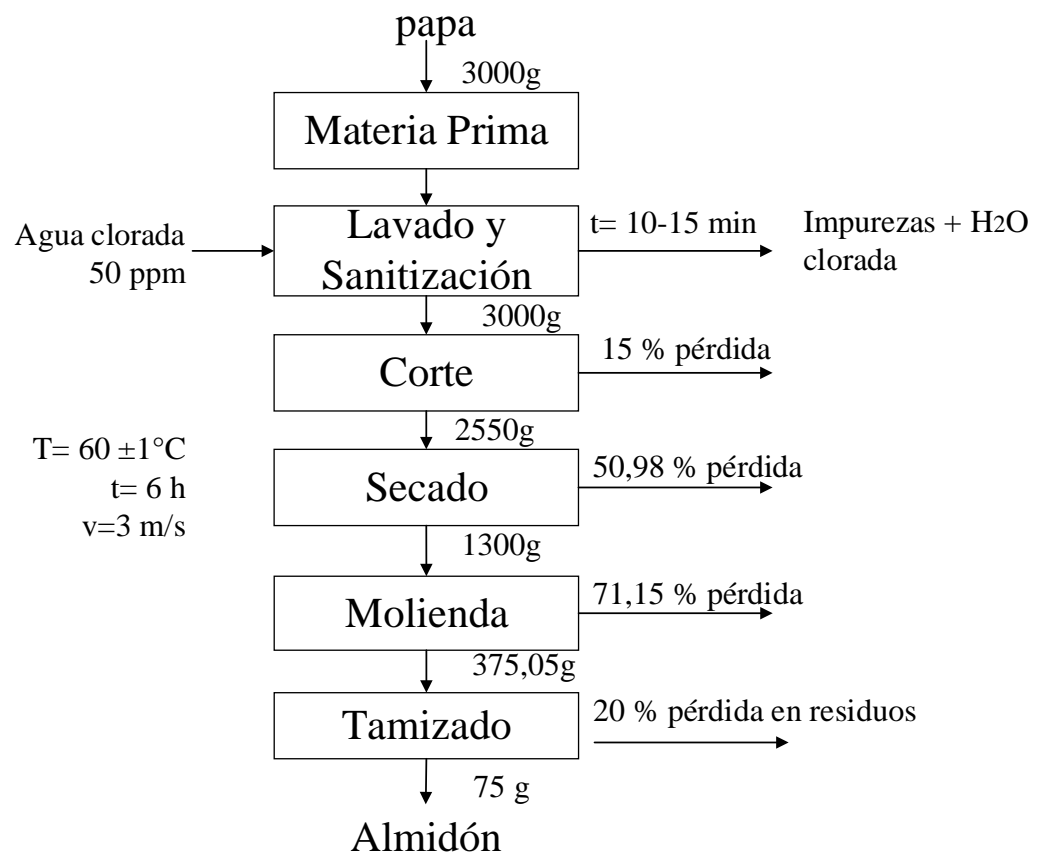 papa
3000g
Materia Prima
Agua clorada
50 ppm
Lavado y
Sanitización
t= 10-15 min
Impurezas + H2O
clorada
3000g
Corte
15 % pérdida
2550g
T= 60 ±1°C
t= 6 h
v=3 m/s
Secado
50,98 % pérdida
1300g
Molienda
71,15 % pérdida
375,05g
Tamizado
20 % pérdida en residuos
75 g
Almidón